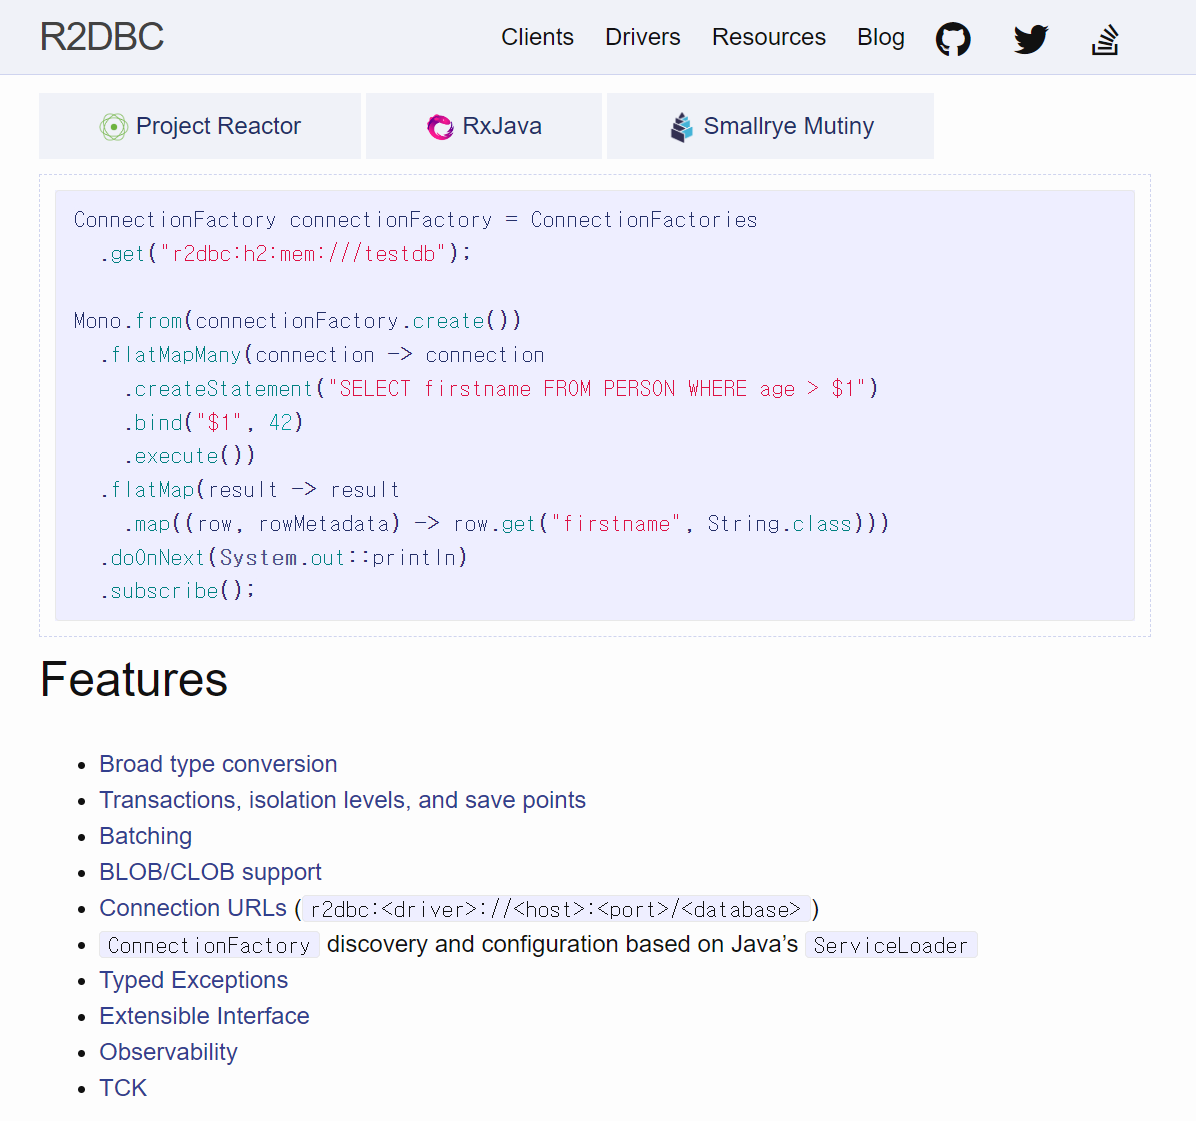 R2DBC Clients Drivers Resources Blog
Project Reactor RxJava Smallrye Mutiny
ConnectionFactory connectionFactory = ConnectionFactories
  .get("r2dbc:h2:mem:///testdb");

Mono.from(connectionFactory.create())
  .flatMapMany(connection -> connection
    .createStatement("SELECT firstname FROM PERSON WHERE age > $1")
    .bind("$1", 42)
    .execute())
  .flatMap(result -> result
    .map((row, rowMetadata) -> row.get("firstname", String.class)))
  .doOnNext(System.out::println)
  .subscribe();
Features
• Broad type conversion
• Transactions, isolation levels, and save points
• Batching
• BLOB/CLOB support
• Connection URLs (r2dbc:<driver>://<host>:<port>/<database>)
• ConnectionFactory discovery and configuration based on Java’s ServiceLoader
• Typed Exceptions
• Extensible Interface
• Observability
• TCK